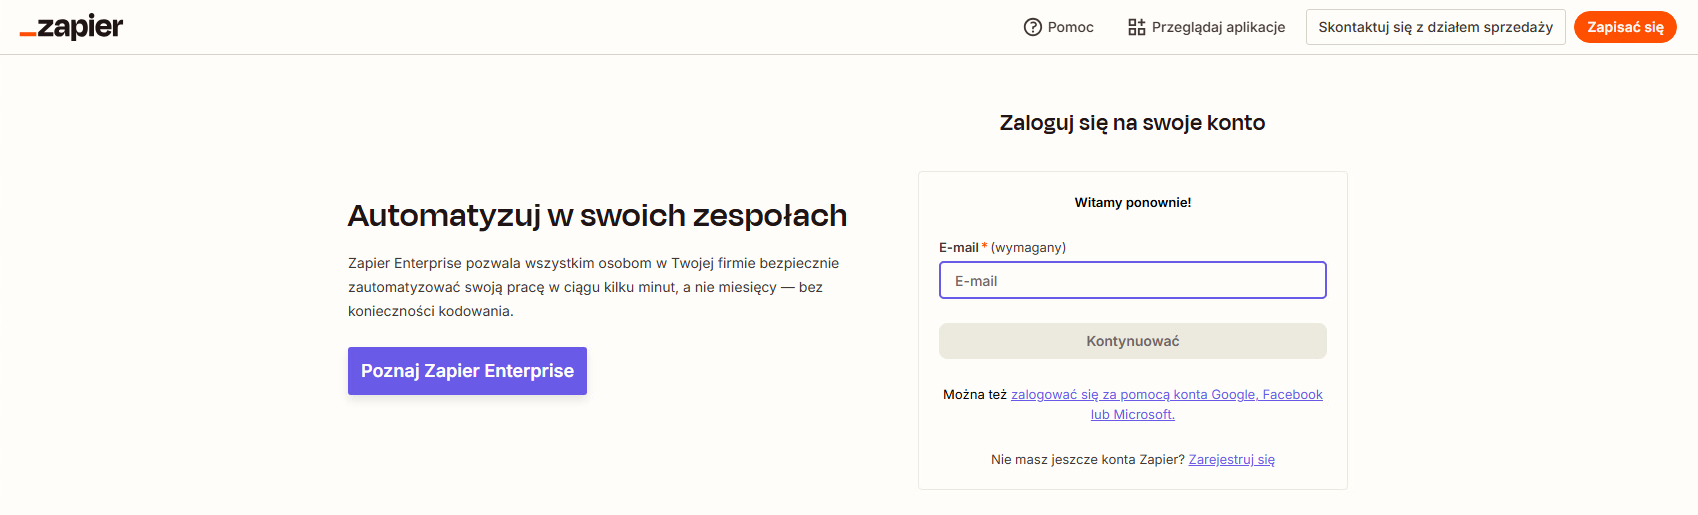 zapier
Pomoc
Przeglądaj aplikacje
Skontaktuj się z działem sprzedaży
Zapisać się
Automatyzuj w swoich zespołach
Zapier Enterprise pozwala wszystkim osobom w Twojej firmie bezpiecznie
zautomatyzować swoją pracę w ciągu kilku minut, a nie miesięcy — bez
konieczności kodowania.
Poznaj Zapier Enterprise
Zaloguj się na swoje konto
Witamy ponownie!
E-mail * (wymagany)
E-mail
Kontynuować
Można też zalogować się za pomocą konta Google, Facebook
lub Microsoft.
Nie masz jeszcze konta Zapier? Zarejestruj się